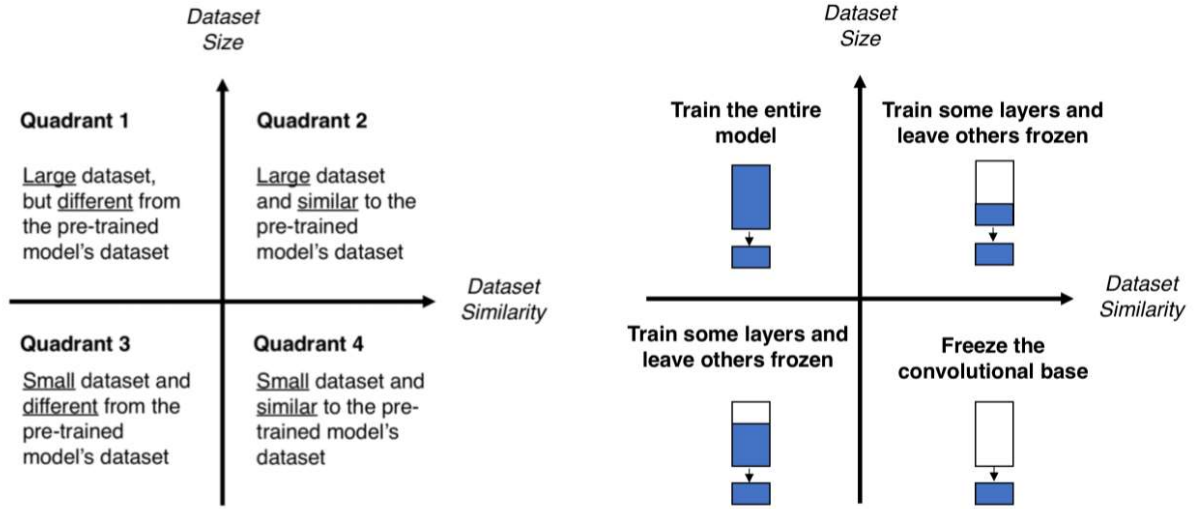 Dataset
Size
Quadrant 1
Large dataset,
but different from
the pre-trained
model's dataset
Quadrant 2
Large dataset
and similar to the
pre-trained
model's dataset
Dataset
Similarity
Quadrant 3
Small dataset and
different from the
pre-trained
model's dataset
Quadrant 4
Small dataset and
similar to the pre-
trained model's
dataset
Dataset
Size
Train the entire
model
Train some layers and
leave others frozen
Dataset
Similarity
Train some layers and
leave others frozen
Freeze the
convolutional base